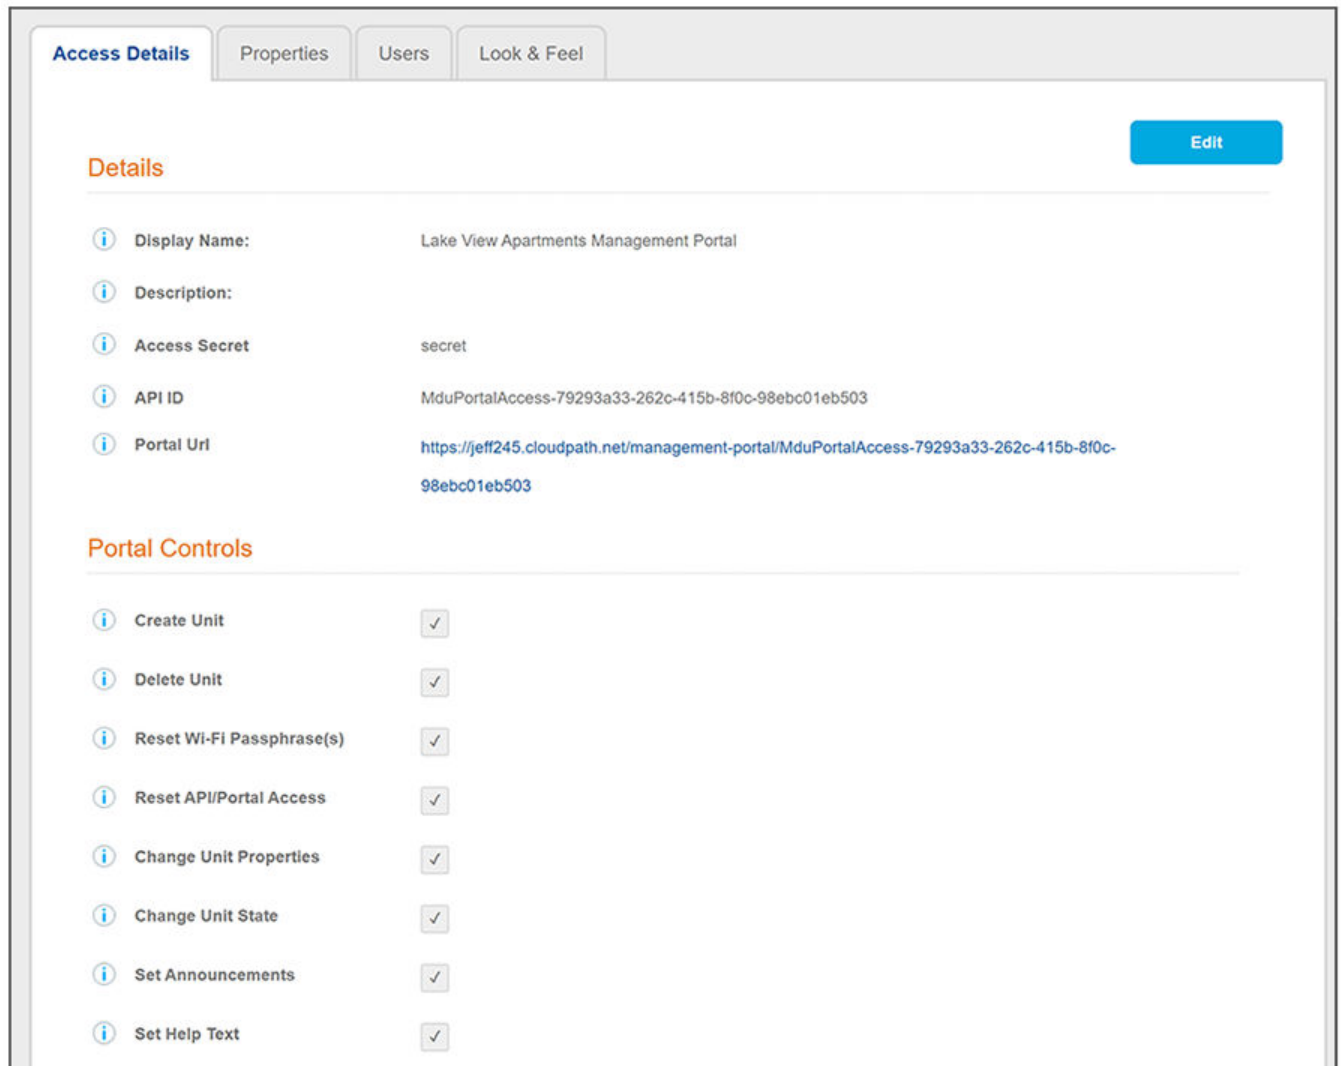 Access Details
Properties
Users
Look & Feel
Edit
Details
Display Name: Lake View Apartments Management Portal
Description:
Access Secret secret
API ID MduPortalAccess-79293a33-262c-415b-8f0c-98ebc01eb503
Portal Url https://jeff245.cloudpath.net/management-portal/MduPortalAccess-79293a33-262c-415b-8f0c-
98ebc01eb503
Portal Controls
Create Unit
Delete Unit
Reset Wi-Fi Passphrase(s)
Reset API/Portal Access
Change Unit Properties
Change Unit State
Set Announcements
Set Help Text